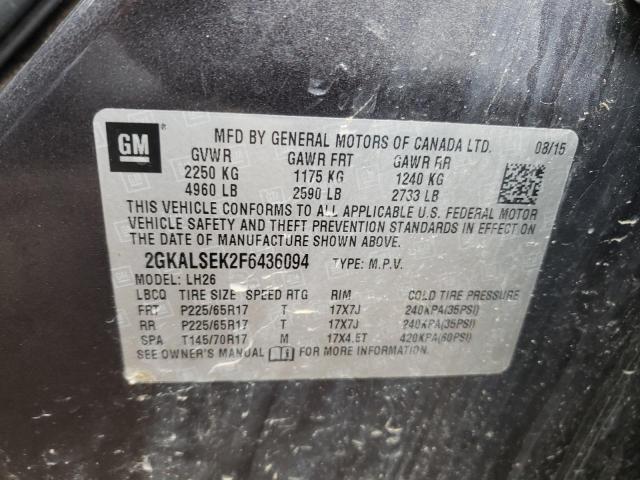 GM
MFD BY GENERAL MOTORS OF CANADA LTD. 08/15
GVWR GAWR FRT GAWR RR
2250 KG 1175 KG 1240 KG
4960 LB 2590 LB 2733 LB
THIS VEHICLE CONFORMS TO ALL APPLICABLE U.S. FEDERAL MOTOR
VEHICLE SAFETY AND THEFT PREVENTION STANDARDS IN EFFECT ON
THE DATE OF MANUFACTURE SHOWN ABOVE.
2GKALSEK2F6436094 TYPE: M.P.V.
MODEL: LH26
LBCQ TIRE SIZE SPEED RTG RIM COLD TIRE PRESSURE
FRT P225/65R17 T 17X7J 240KPA(35PSI)
RR P225/65R17 T 17X7J 240KPA(35PSI)
SPA T145/70R17 M 17X4.ET 420KPA(60PSI)
SEE OWNER'S MANUAL FOR MORE INFORMATION.